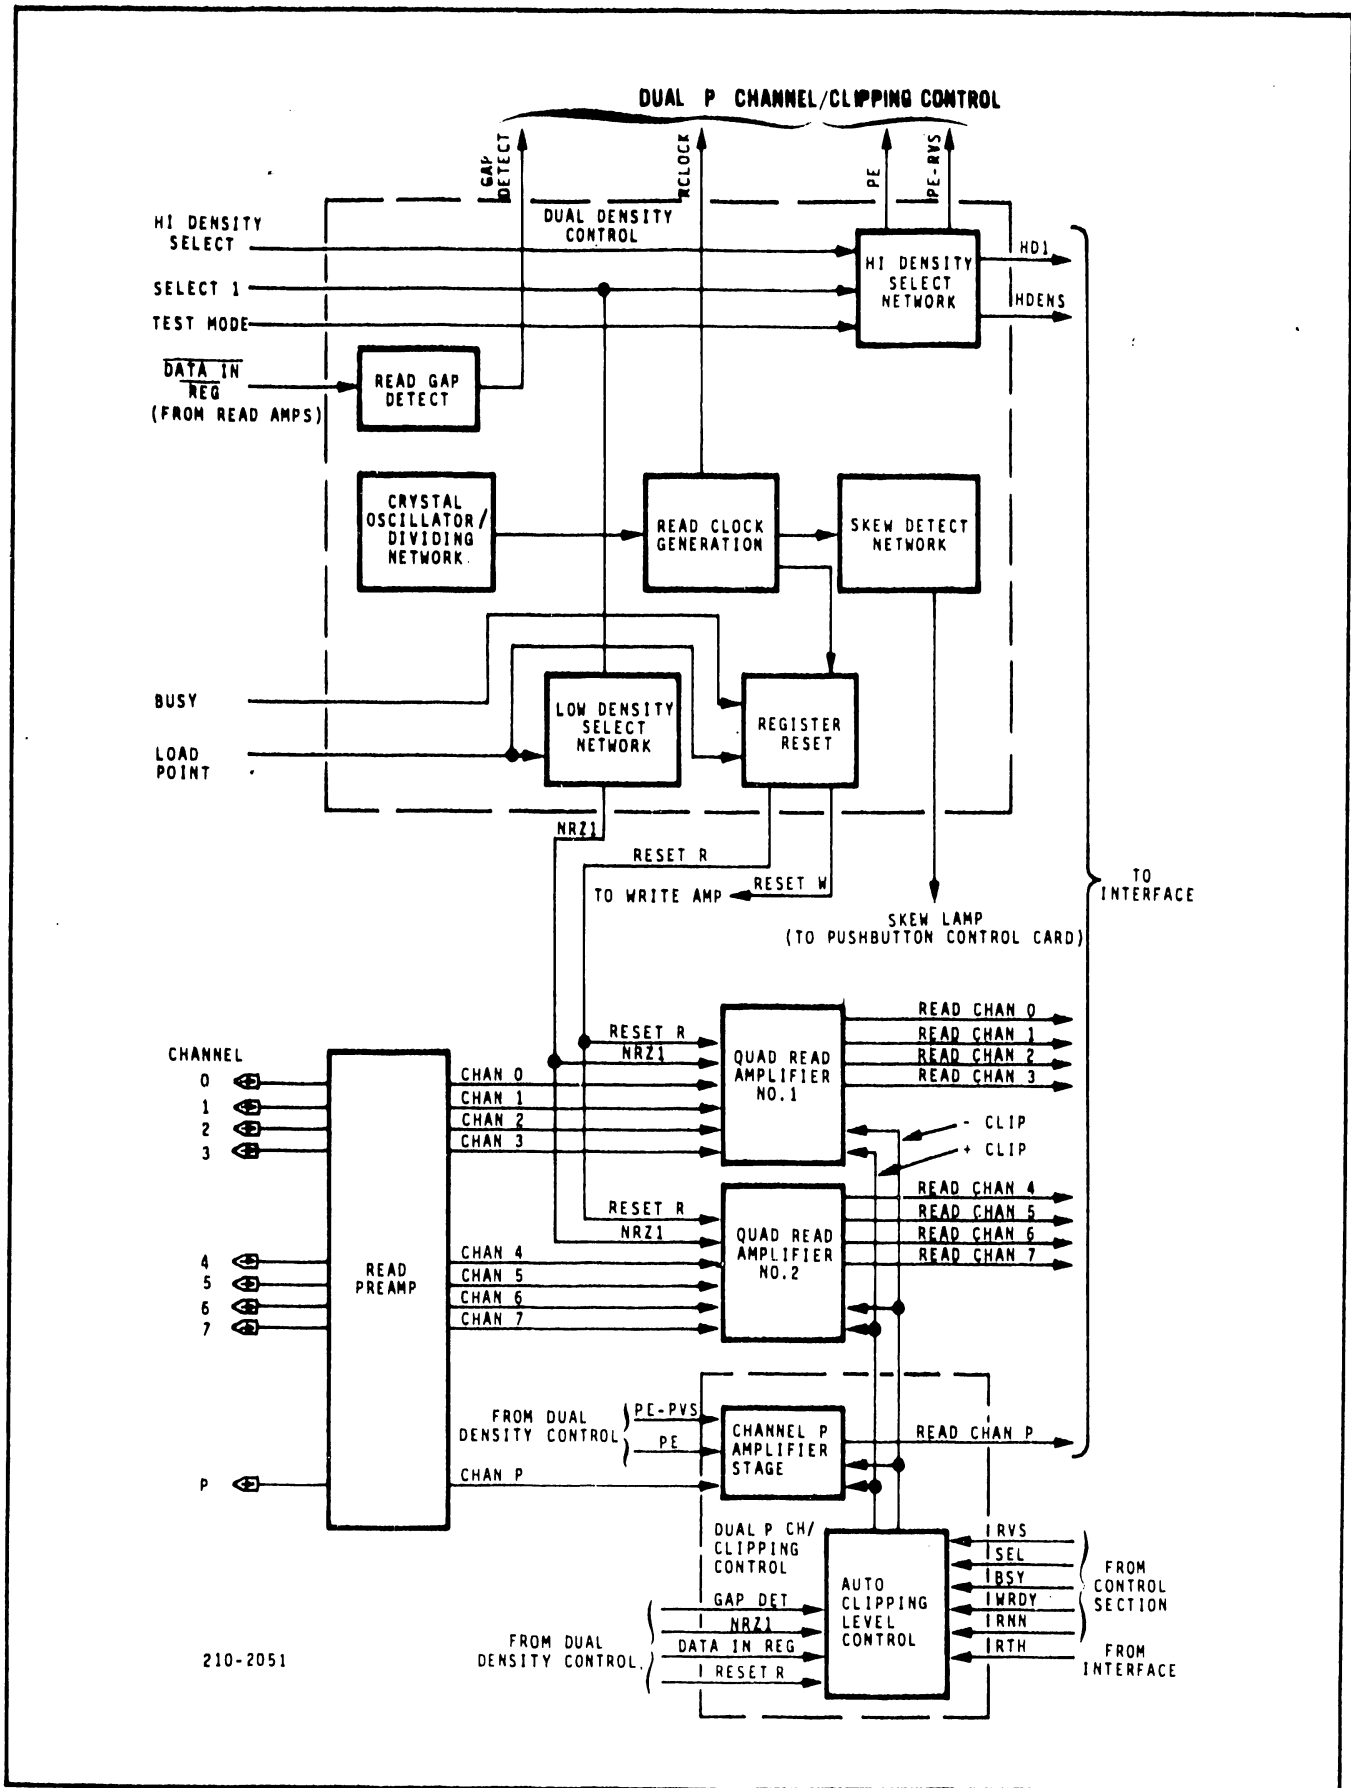 DUAL P CHANNEL/CLIPPING CONTROL
GAP
DETECT
RCLOCK
PE
PE-RVS
HI DENSITY
SELECT
DUAL DENSITY
CONTROL
SELECT 1
TEST MODE
HI DENSITY
SELECT
NETWORK
HD1
HDENS
DATA IN
REG
(FROM READ AMPS)
READ GAP
DETECT
CRYSTAL
OSCILLATOR/
DIVIDING
NETWORK
READ CLOCK
GENERATION
SKEW DETECT
NETWORK
BUSY
LOAD
POINT
LOW DENSITY
SELECT
NETWORK
REGISTER
RESET
NRZ1
RESET R
RESET W
TO WRITE AMP
SKEW LAMP
(TO PUSHBUTTON CONTROL CARD)
TO
INTERFACE
CHANNEL
0
1
2
3
4
5
6
7
P
READ
PREAMP
RESET R
NRZ1
CHAN 0
CHAN 1
CHAN 2
CHAN 3
QUAD READ
AMPLIFIER
NO.1
READ CHAN 0
READ CHAN 1
READ CHAN 2
READ CHAN 3
- CLIP
+ CLIP
RESET R
NRZ1
CHAN 4
CHAN 5
CHAN 6
CHAN 7
QUAD READ
AMPLIFIER
NO.2
READ CHAN 4
READ CHAN 5
READ CHAN 6
READ CHAN 7
FROM DUAL
DENSITY CONTROL
PE-PVS
PE
CHAN P
CHANNEL P
AMPLIFIER
STAGE
READ CHAN P
DUAL P CH/
CLIPPING
CONTROL
AUTO
CLIPPING
LEVEL
CONTROL
RVS
SEL
BSY
WRDY
RNN
RTH
FROM
CONTROL
SECTION
FROM
INTERFACE
FROM DUAL
DENSITY CONTROL
GAP DET
NRZ1
DATA IN REG
RESET R
210-2051